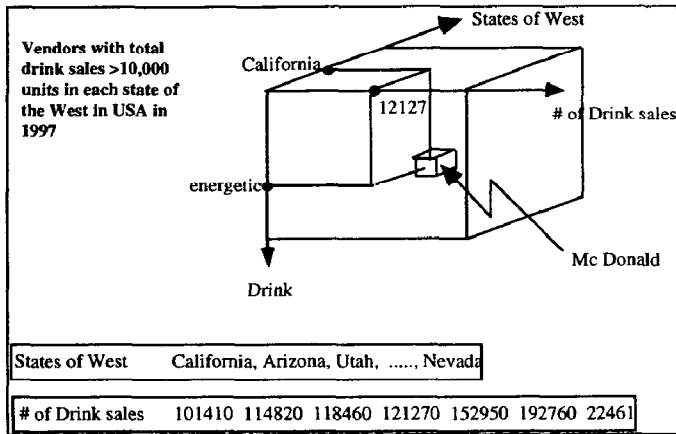 States of West
Vendors with total
drink sales >10,000
units in each state of
the West in USA in
1997
California
12127
# of Drink sales
energetic
Mc Donald
Drink
States of West California, Arizona, Utah, ....., Nevada
# of Drink sales 101410 114820 118460 121270 152950 192760 22461